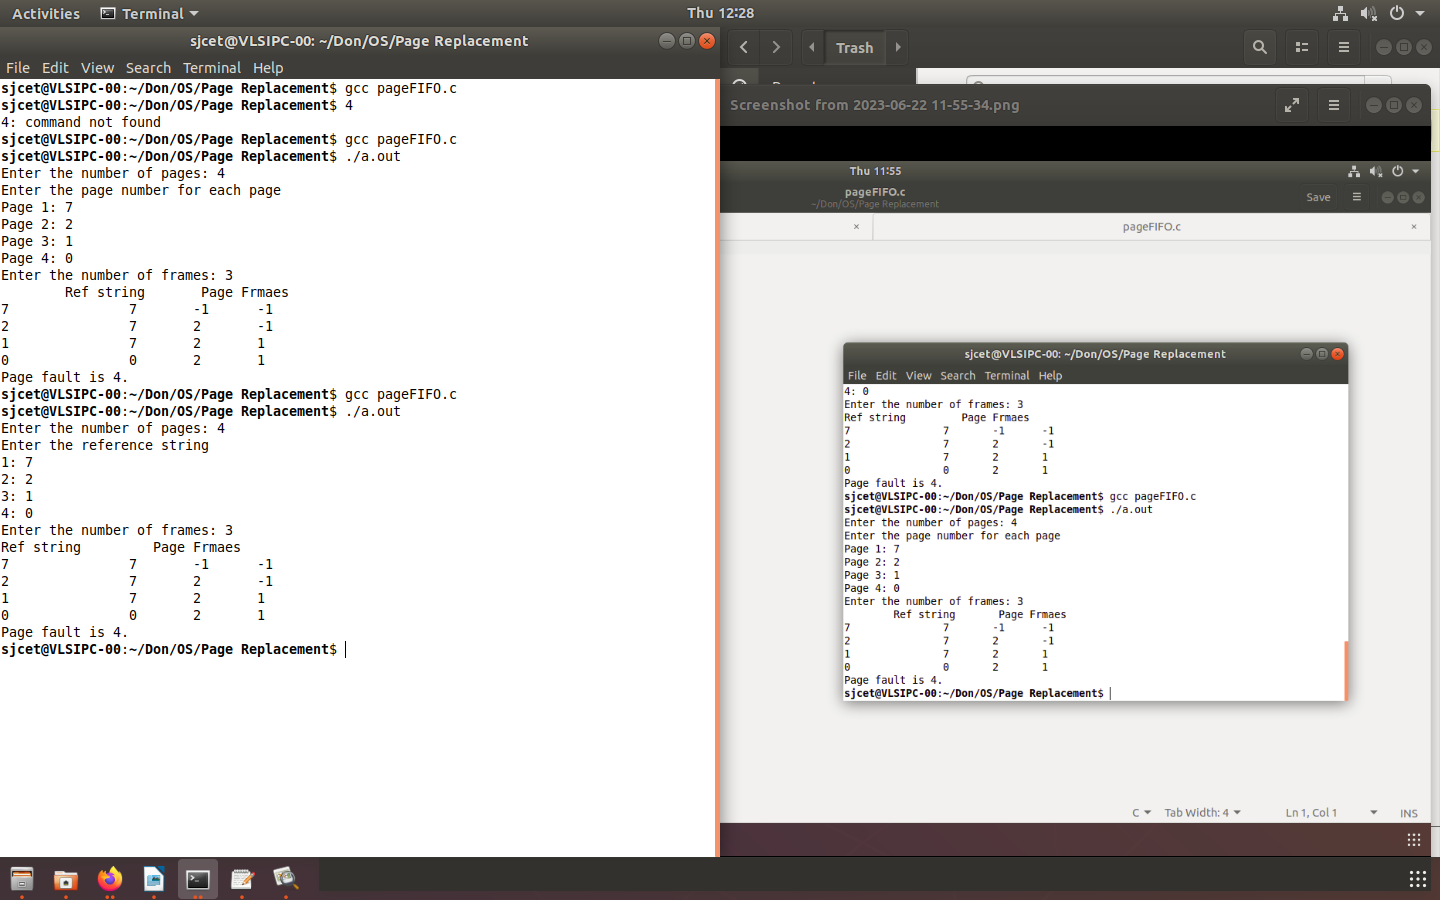 Activities Terminal Thu 12:28
sjcet@VLSIPC-00: ~/Don/OS/Page Replacement
File Edit View Search Terminal Help
sjcet@VLSIPC-00:~/Don/OS/Page Replacement$ gcc pageFIFO.c
sjcet@VLSIPC-00:~/Don/OS/Page Replacement$ 4
4: command not found
sjcet@VLSIPC-00:~/Don/OS/Page Replacement$ gcc pageFIFO.c
sjcet@VLSIPC-00:~/Don/OS/Page Replacement$ ./a.out
Enter the number of pages: 4
Enter the page number for each page
Page 1: 7
Page 2: 2
Page 3: 1
Page 4: 0
Enter the number of frames: 3
Ref string Page Frmaes
7 7 -1 -1
2 7 2 -1
1 7 2 1
0 0 2 1
Page fault is 4.
sjcet@VLSIPC-00:~/Don/OS/Page Replacement$ gcc pageFIFO.c
sjcet@VLSIPC-00:~/Don/OS/Page Replacement$ ./a.out
Enter the number of pages: 4
Enter the reference string
1: 7
2: 2
3: 1
4: 0
Enter the number of frames: 3
Ref string Page Frmaes
7 7 -1 -1
2 7 2 -1
1 7 2 1
0 0 2 1
Page fault is 4.
sjcet@VLSIPC-00:~/Don/OS/Page Replacement$
Trash
Screenshot from 2023-06-22 11-55-34.png
Thu 11:55
pageFIFO.c
~/Don/OS/Page Replacement
Save
pageFIFO.c
sjcet@VLSIPC-00: ~/Don/OS/Page Replacement
File Edit View Search Terminal Help
4: 0
Enter the number of frames: 3
Ref string Page Frmaes
7 7 -1 -1
2 7 2 -1
1 7 2 1
0 0 2 1
Page fault is 4.
sjcet@VLSIPC-00:~/Don/OS/Page Replacement$ gcc pageFIFO.c
sjcet@VLSIPC-00:~/Don/OS/Page Replacement$ ./a.out
Enter the number of pages: 4
Enter the page number for each page
Page 1: 7
Page 2: 2
Page 3: 1
Page 4: 0
Enter the number of frames: 3
Ref string Page Frmaes
7 7 -1 -1
2 7 2 -1
1 7 2 1
0 0 2 1
Page fault is 4.
sjcet@VLSIPC-00:~/Don/OS/Page Replacement$
C Tab Width: 4 Ln 1, Col 1 INS